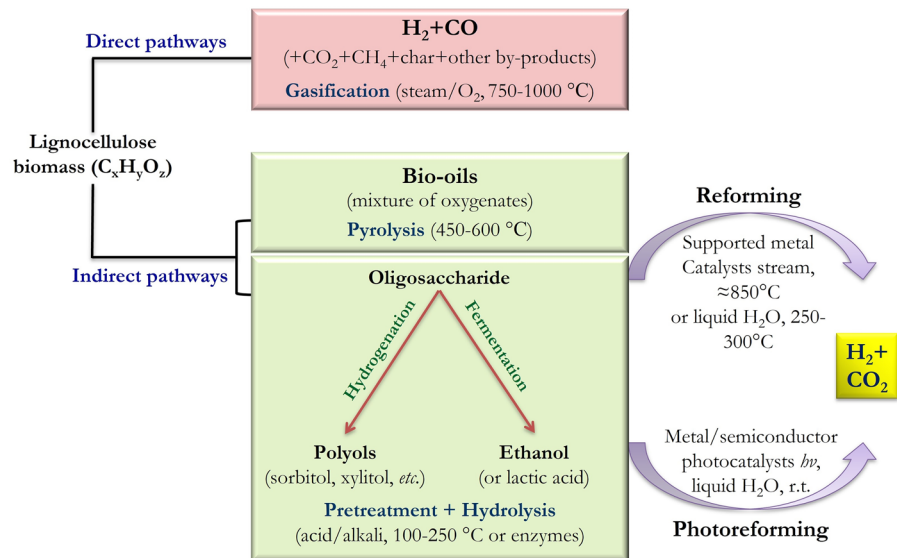 Direct pathways
H₂+CO
(+CO₂+CH₄+char+other by-products)
Gasification (steam/O₂, 750-1000 °C)
Lignocellulose
biomass (CₓHᵧO𝓏)
Indirect pathways
Bio-oils
(mixture of oxygenates)
Pyrolysis (450-600 °C)
Oligosaccharide
Hydrogenation
Fermentation
Polyols
(sorbitol, xylitol, etc.)
Ethanol
(or lactic acid)
Pretreatment + Hydrolysis
(acid/alkali, 100-250 °C or enzymes)
Reforming
Supported metal
Catalysts stream,
≈850°C
or liquid H₂O, 250-
300°C
H₂+
CO₂
Metal/semiconductor
photocatalysts hν,
liquid H₂O, r.t.
Photoreforming